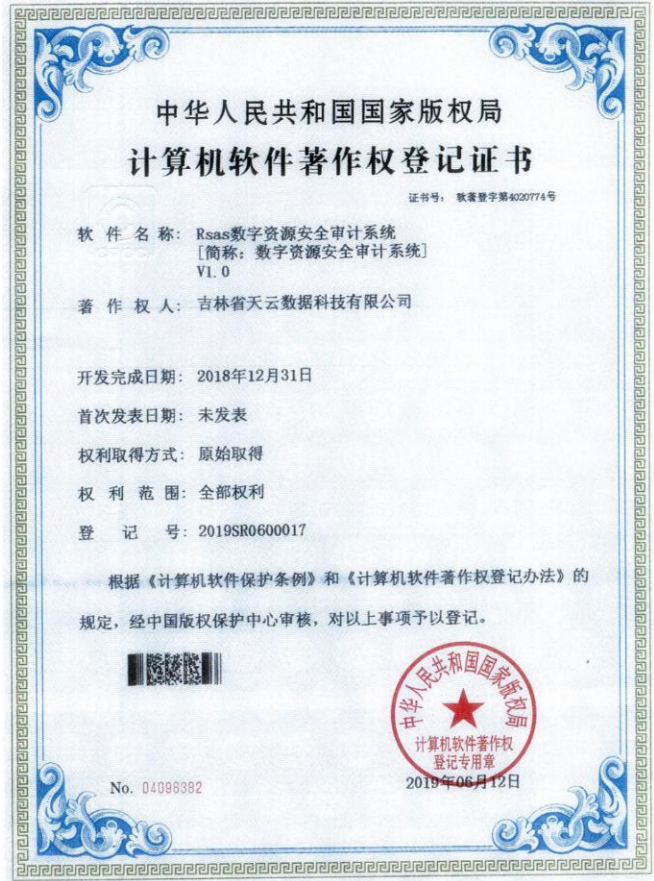 中华人民共和国国家版权局
计算机软件著作权登记证书
证书号： 软著登字第4020774号
软 件 名 称： Rsas数字资源安全审计系统
[简称：数字资源安全审计系统]
V1.0
著 作 权 人： 吉林省天云数据科技有限公司
开发完成日期： 2018年12月31日
首次发表日期： 未发表
权利取得方式： 原始取得
权 利 范 围： 全部权利
登 记 号： 2019SR0600017
根据《计算机软件保护条例》和《计算机软件著作权登记办法》的
规定，经中国版权保护中心审核，对以上事项予以登记。
中华人民共和国国家版权局
计算机软件著作权
登记专用章
No. 04096382
2019年06月12日